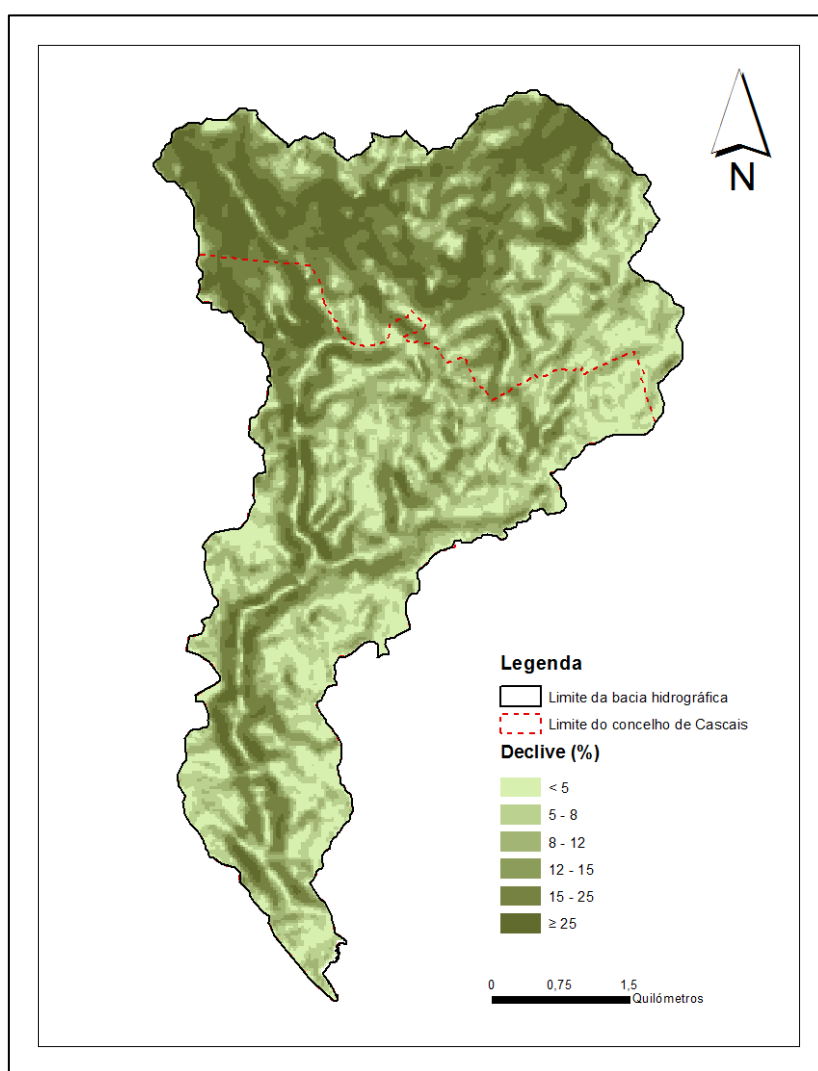 N
Legenda
Limite da bacia hidrográfica
Limite do concelho de Cascais
Declive (%)
< 5
5 - 8
8 - 12
12 - 15
15 - 25
≥ 25
0 0,75 1,5
Quilómetros